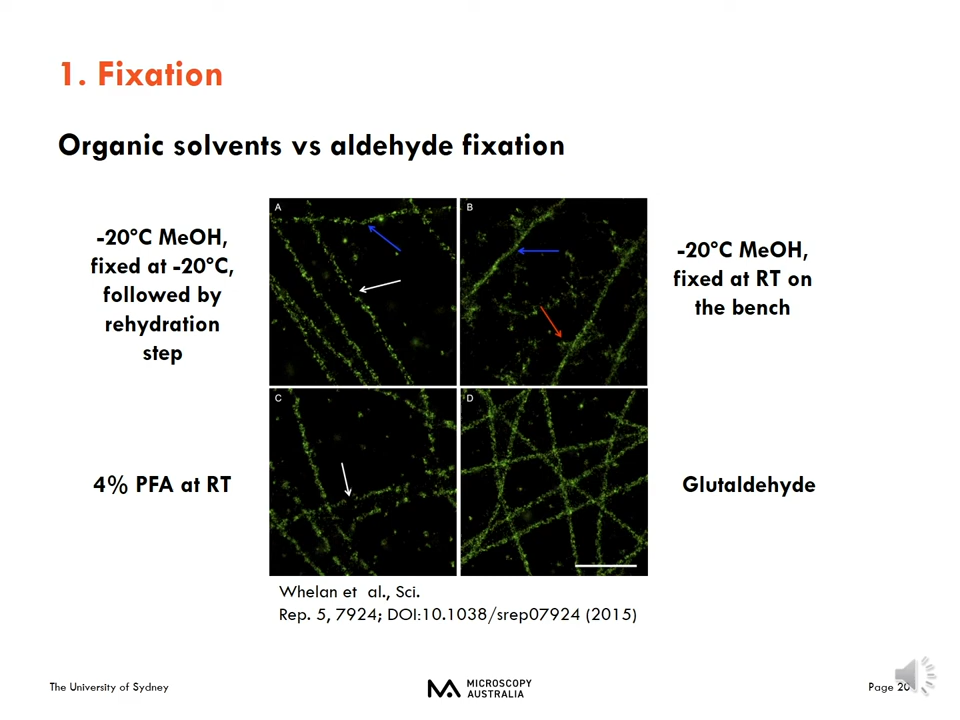 1. Fixation
Organic solvents vs aldehyde fixation
-20°C MeOH,
fixed at -20°C,
followed by
rehydration
step
A
B
-20°C MeOH,
fixed at RT on
the bench
4% PFA at RT
C
D
Glutaldehyde
Whelan et al., Sci.
Rep. 5, 7924; DOI:10.1038/srep07924 (2015)
The University of Sydney
MICROSCOPY
AUSTRALIA
Page 20